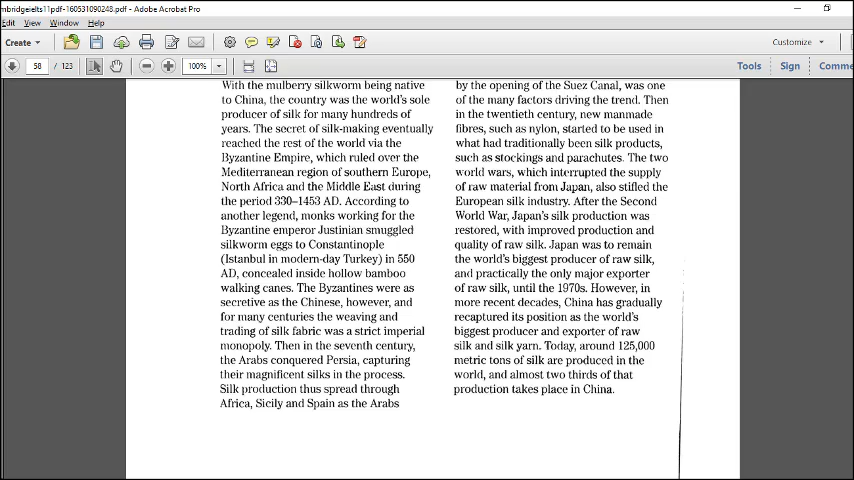 mbridgeielts11pdf-160531090248.pdf - Adobe Acrobat Pro
Edit View Window Help
Create
Customize
58 / 123
100%
Tools Sign Comme
With the mulberry silkworm being native
to China, the country was the world's sole
producer of silk for many hundreds of
years. The secret of silk-making eventually
reached the rest of the world via the
Byzantine Empire, which ruled over the
Mediterranean region of southern Europe,
North Africa and the Middle East during
the period 330–1453 AD. According to
another legend, monks working for the
Byzantine emperor Justinian smuggled
silkworm eggs to Constantinople
(Istanbul in modern-day Turkey) in 550
AD, concealed inside hollow bamboo
walking canes. The Byzantines were as
secretive as the Chinese, however, and
for many centuries the weaving and
trading of silk fabric was a strict imperial
monopoly. Then in the seventh century,
the Arabs conquered Persia, capturing
their magnificent silks in the process.
Silk production thus spread through
Africa, Sicily and Spain as the Arabs
by the opening of the Suez Canal, was one
of the many factors driving the trend. Then
in the twentieth century, new manmade
fibres, such as nylon, started to be used in
what had traditionally been silk products,
such as stockings and parachutes. The two
world wars, which interrupted the supply
of raw material from Japan, also stifled the
European silk industry. After the Second
World War, Japan's silk production was
restored, with improved production and
quality of raw silk. Japan was to remain
the world's biggest producer of raw silk,
and practically the only major exporter
of raw silk, until the 1970s. However, in
more recent decades, China has gradually
recaptured its position as the world's
biggest producer and exporter of raw
silk and silk yarn. Today, around 125,000
metric tons of silk are produced in the
world, and almost two thirds of that
production takes place in China.